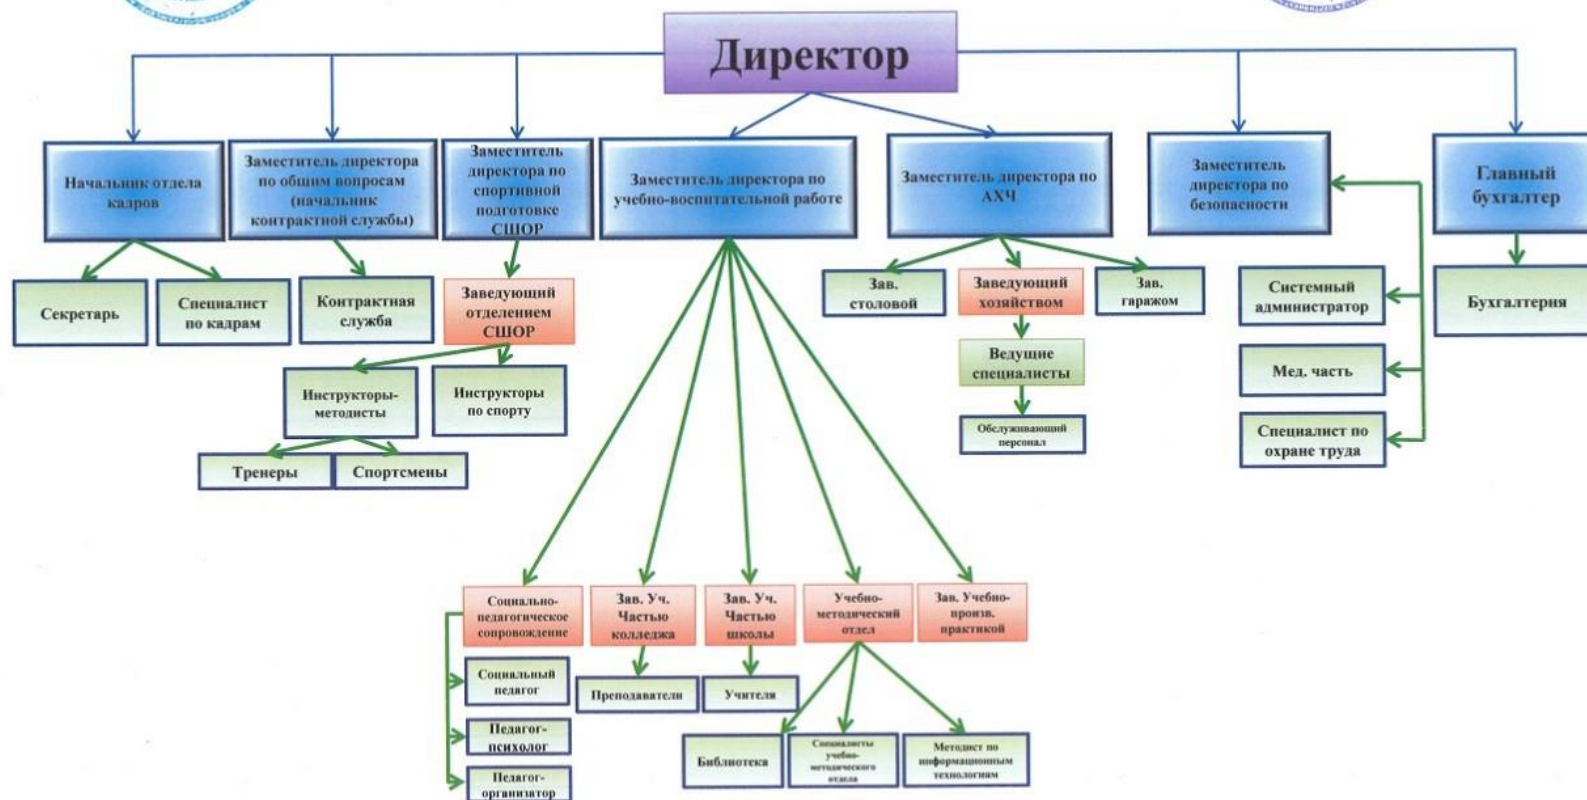 Директор
Начальник отдела
кадров
Заместитель директора
по общим вопросам
(начальник
контрактной службы)
Заместитель
директора по
спортивной
подготовке
СШОР
Заместитель директора по
учебно-воспитательной работе
Заместитель директора по
АХЧ
Заместитель
директора по
безопасности
Главный
бухгалтер
Секретарь
Специалист
по кадрам
Контрактная
служба
Заведующий
отделением
СШОР
Зав.
столовой
Заведующий
хозяйством
Зав.
гаражом
Системный
администратор
Бухгалтерия
Инструкторы-
методисты
Инструкторы
по спорту
Ведущие
специалисты
Мед. часть
Обслуживающий
персонал
Специалист по
охране труда
Тренеры
Спортсмены
Социально-
педагогическое
сопровождение
Зав. Уч.
Частью
колледжа
Зав. Уч.
Частью
школы
Учебно-
методический
отдел
Зав. Учебно-
произв.
практикой
Социальный
педагог
Преподаватели
Учителя
Педагог-
психолог
Библиотека
Специалисты
учебно-
методического
отдела
Методист по
информационным
технологиям
Педагог-
организатор